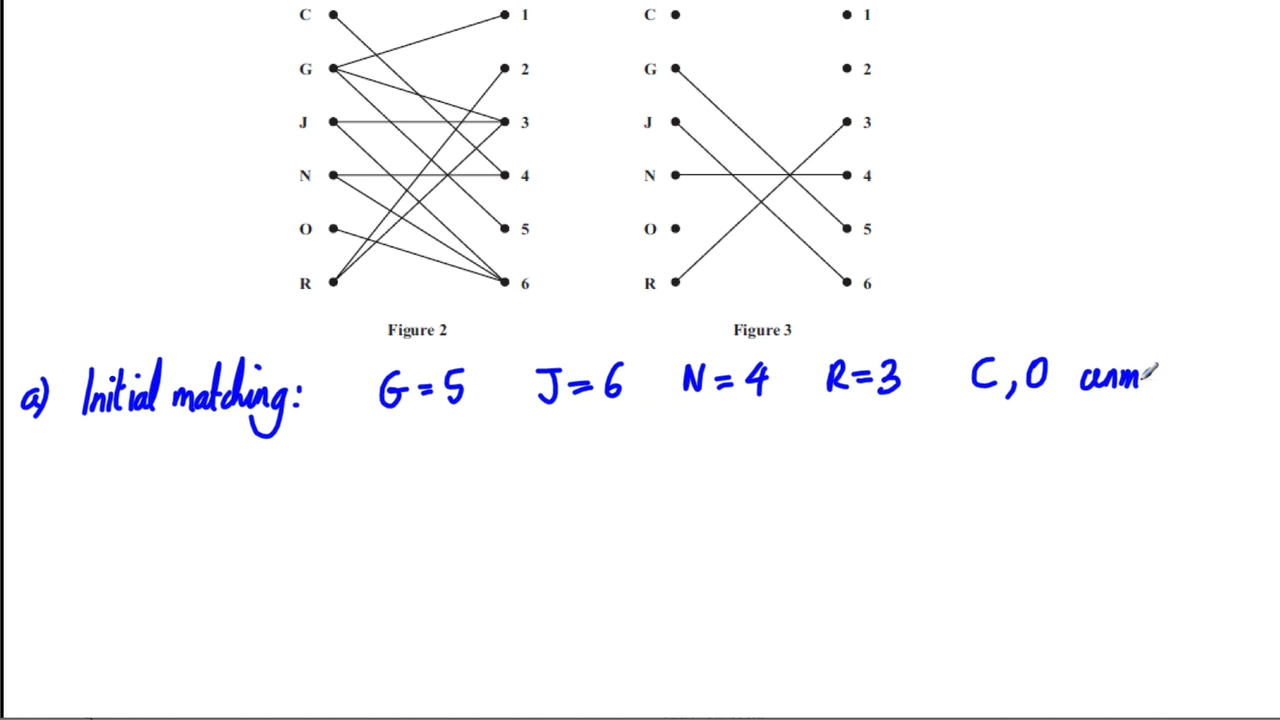 C 1 C 1
G 2 G 2
J 3 J 3
N 4 N 4
O 5 O 5
R 6 R 6
Figure 2 Figure 3
a) Initial matching: G = 5 J = 6 N = 4 R = 3 C, O